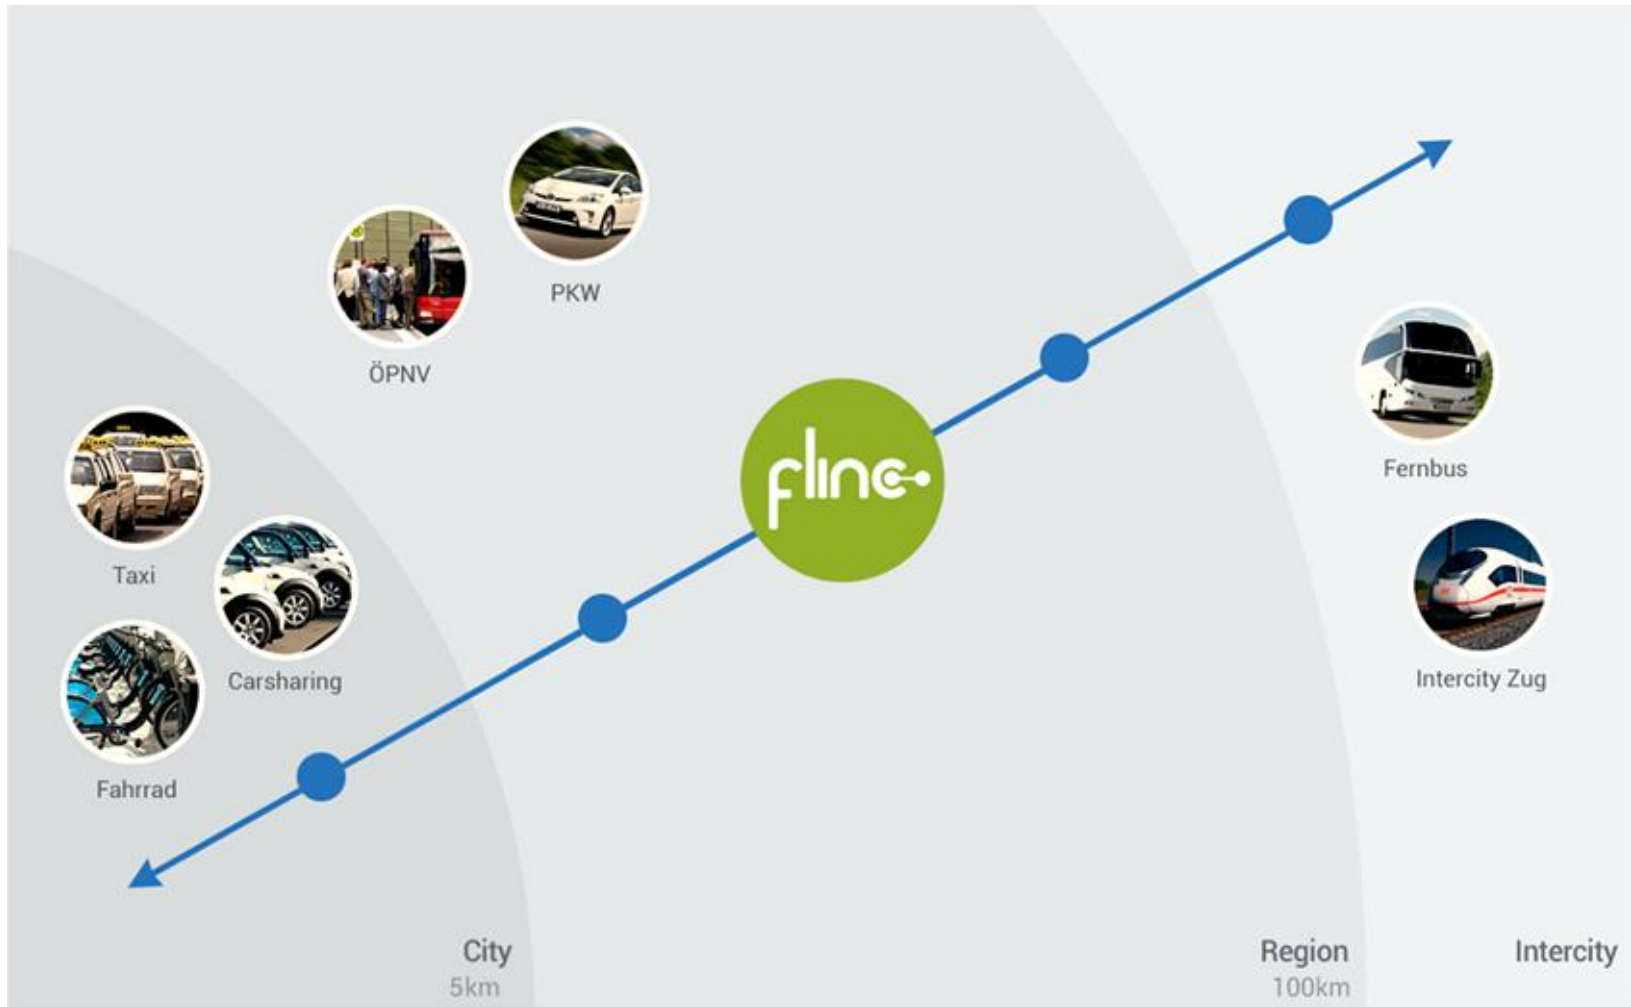 PKW
ÖPNV
flinc
Fernbus
Taxi
Carsharing
Intercity Zug
Fahrrad
City
5km
Region
100km
Intercity